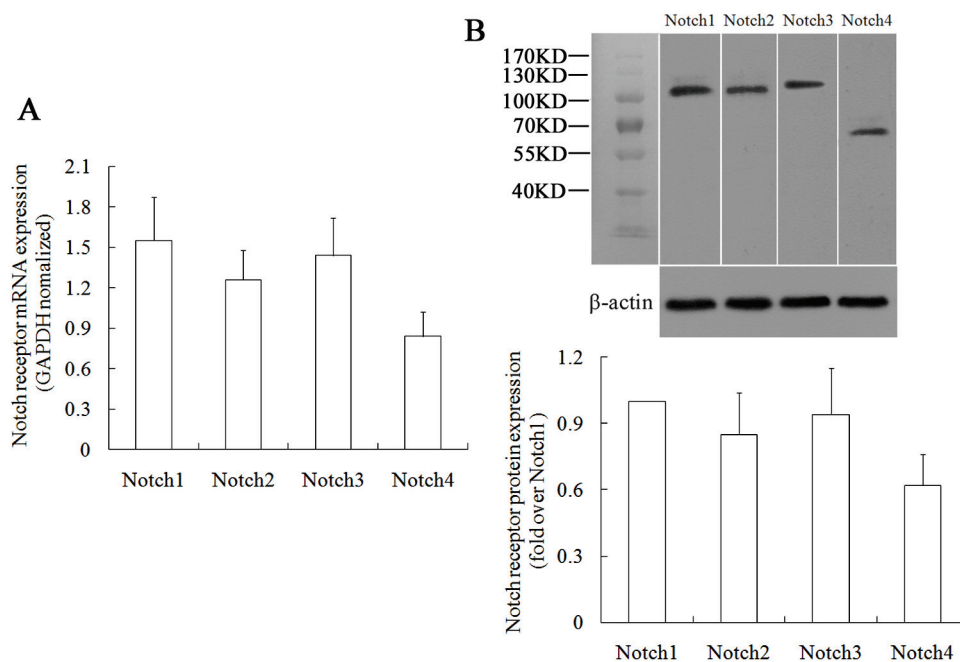 A
Notch receptor mRNA expression
(GAPDH nomalized)
2.1
1.8
1.5
1.2
0.9
0.6
0.3
0
Notch1 Notch2 Notch3 Notch4
B
Notch1 Notch2 Notch3 Notch4
170KD
130KD
100KD
70KD
55KD
40KD
β-actin
Notch receptor protein expression
(fold over Notch1)
1.2
0.9
0.6
0.3
0
Notch1 Notch2 Notch3 Notch4